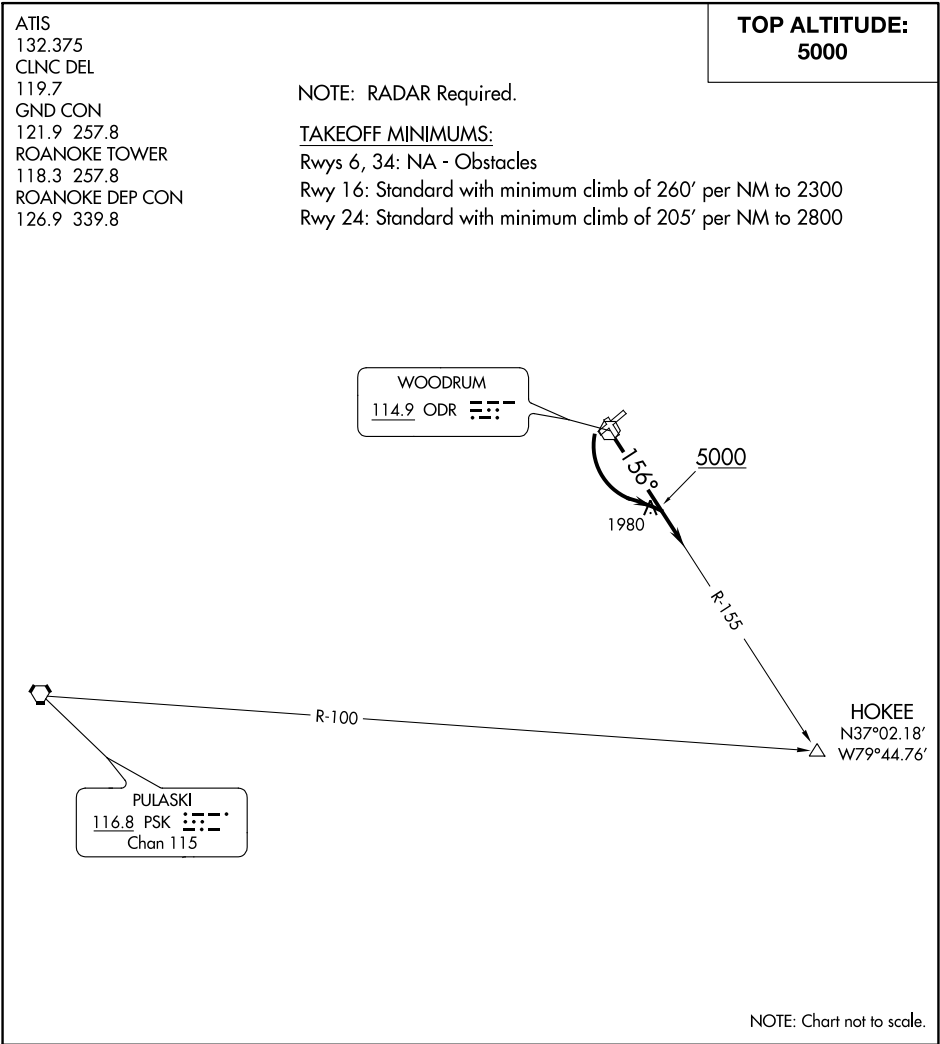 ATIS
132.375
CLNC DEL
119.7
GND CON
121.9 257.8
ROANOKE TOWER
118.3 257.8
ROANOKE DEP CON
126.9 339.8
TOP ALTITUDE:
5000
NOTE: RADAR Required.
TAKEOFF MINIMUMS:
Rwys 6, 34: NA - Obstacles
Rwy 16: Standard with minimum climb of 260' per NM to 2300
Rwy 24: Standard with minimum climb of 205' per NM to 2800
WOODRUM
114.9 ODR
156°
5000
1980
R-155
R-100
HOKEE
N37°02.18'
W79°44.76'
PULASKI
116.8 PSK
Chan 115
NOTE: Chart not to scale.